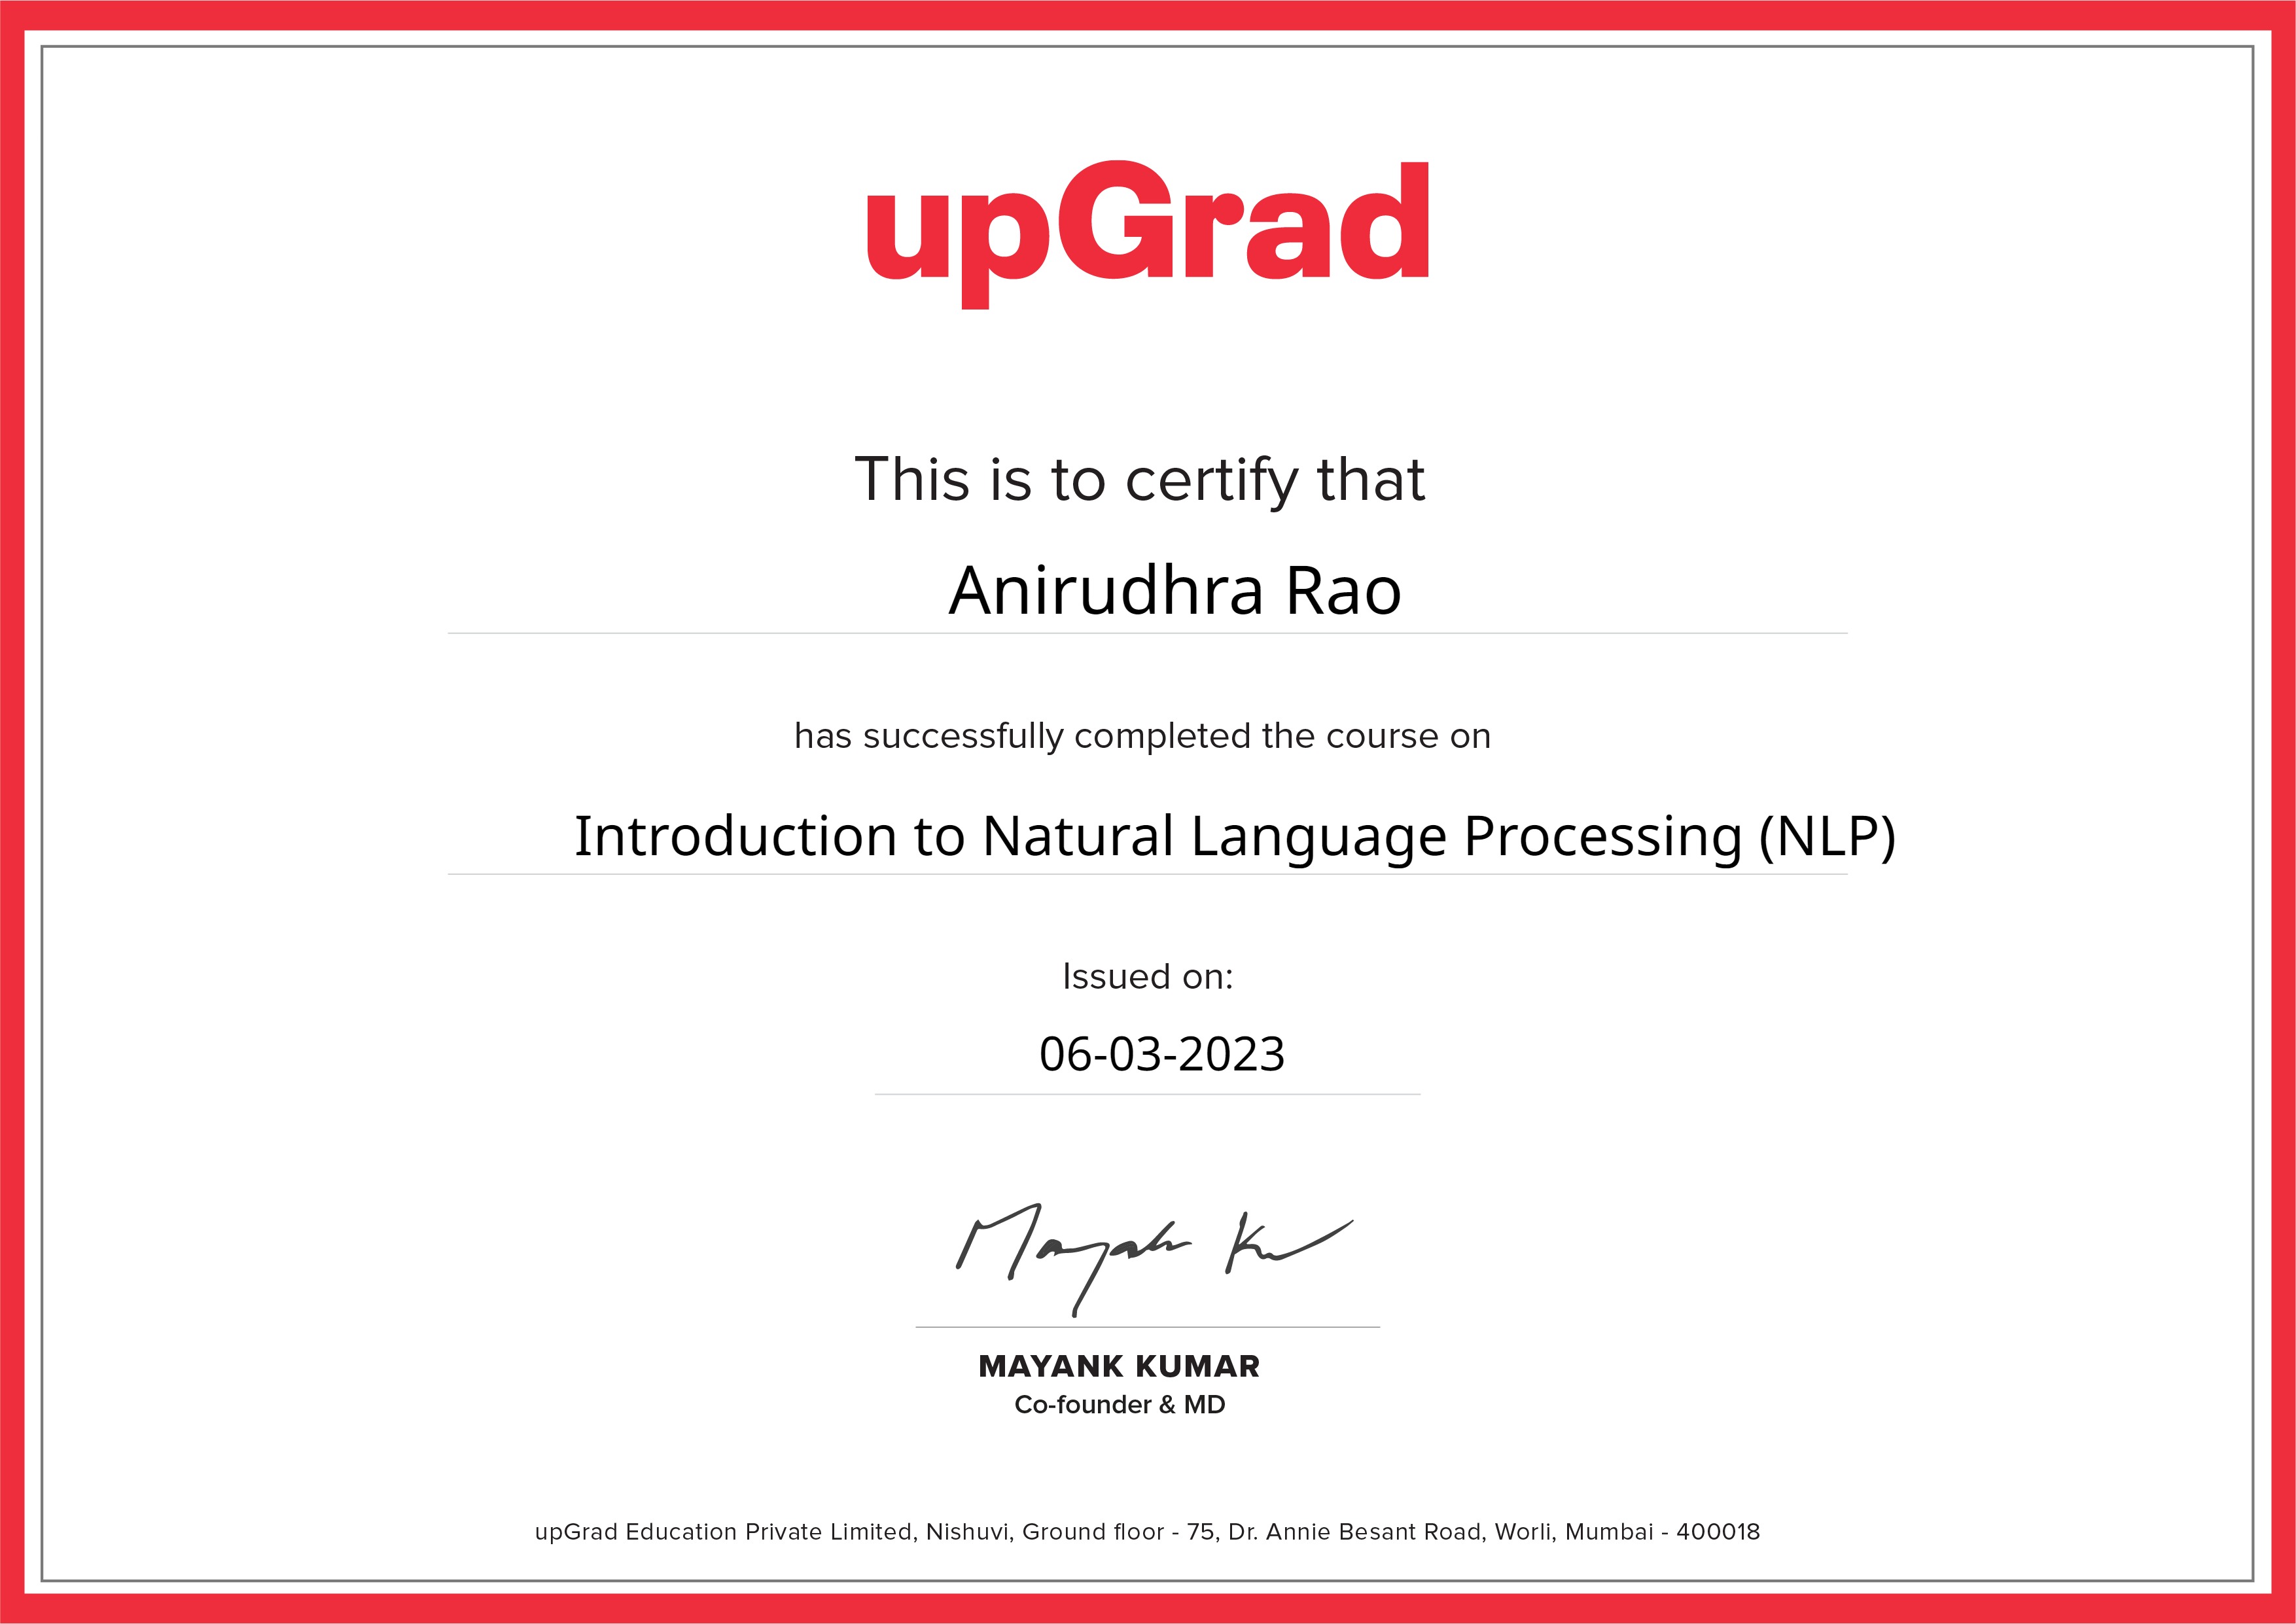 upGrad
This is to certify that
Anirudhra Rao
has successfully completed the course on
Introduction to Natural Language Processing (NLP)
Issued on:
06-03-2023
Mayank Ku
MAYANK KUMAR
Co-founder & MD
upGrad Education Private Limited, Nishuvi, Ground floor - 75, Dr. Annie Besant Road, Worli, Mumbai - 400018